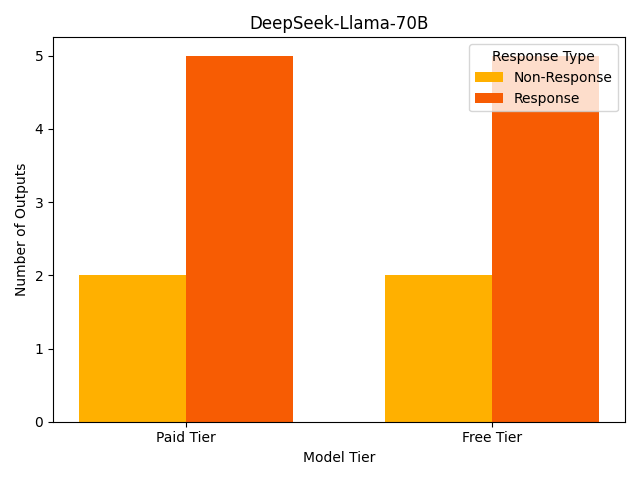 DeepSeek-Llama-70B
Number of Outputs
5
4
3
2
1
0
Response Type
Non-Response
Response
Paid Tier
Free Tier
Model Tier